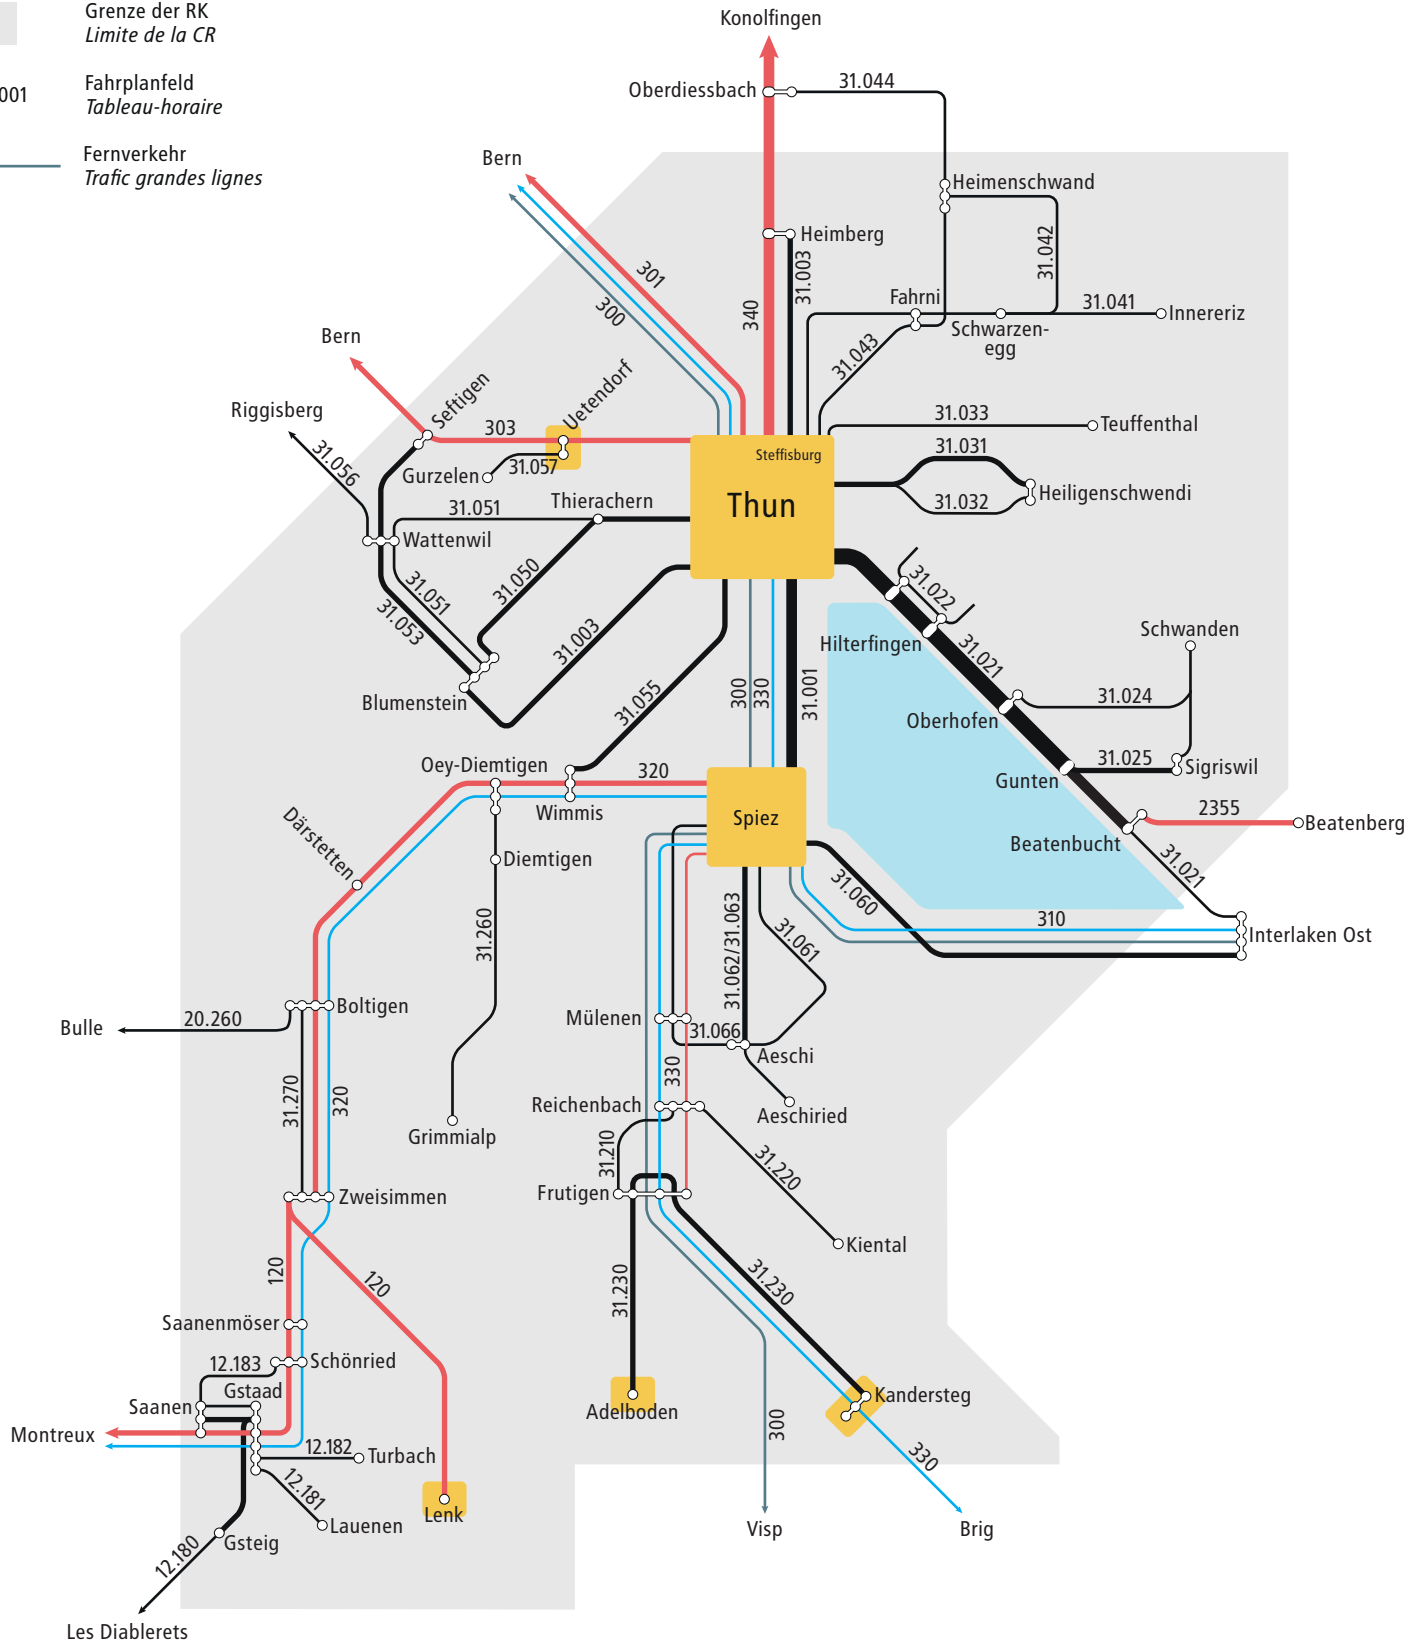 Grenze der RK
Limite de la CR
001
Fahrplanfeld
Tableau-horaire
Fernverkehr
Trafic grandes lignes
Konolfingen
Oberdiessbach
31.044
Bern
Heimenschwand
Heimberg
31.042
31.003
301
300
340
Fahrni
31.041
Innereriz
Schwarzen-
egg
31.043
Bern
Seftigen
Uetendorf
Riggisberg
303
31.033
Teuffenthal
31.056
Gurzelen
31.057
Steffisburg
Thun
31.031
Heiligenschwendi
31.032
Thierachern
31.051
Wattenwil
31.050
31.051
31.053
31.003
31.022
Schwanden
Hilterfingen
31.021
Blumenstein
31.055
300
330
31.001
31.024
Oberhofen
Oey-Diemtigen
320
31.025
Sigriswil
Gunten
Wimmis
Spiez
2355
Beatenberg
Därstetten
Beatenbucht
Diemtigen
31.021
31.060
31.260
31.062/31.063
31.061
310
Interlaken Ost
Boltigen
20.260
Bulle
Mülenen
31.066
Aeschi
330
31.270
320
Reichenbach
Aeschiried
Grimmialp
31.210
31.220
Zweisimmen
Frutigen
Kiental
120
120
31.230
31.230
Saanenmöser
12.183
Schönried
Gstaad
Saanen
Kandersteg
Adelboden
300
Montreux
12.182
Turbach
330
12.181
Lenk
Lauenen
Gsteig
Visp
Brig
12.180
Les Diablerets